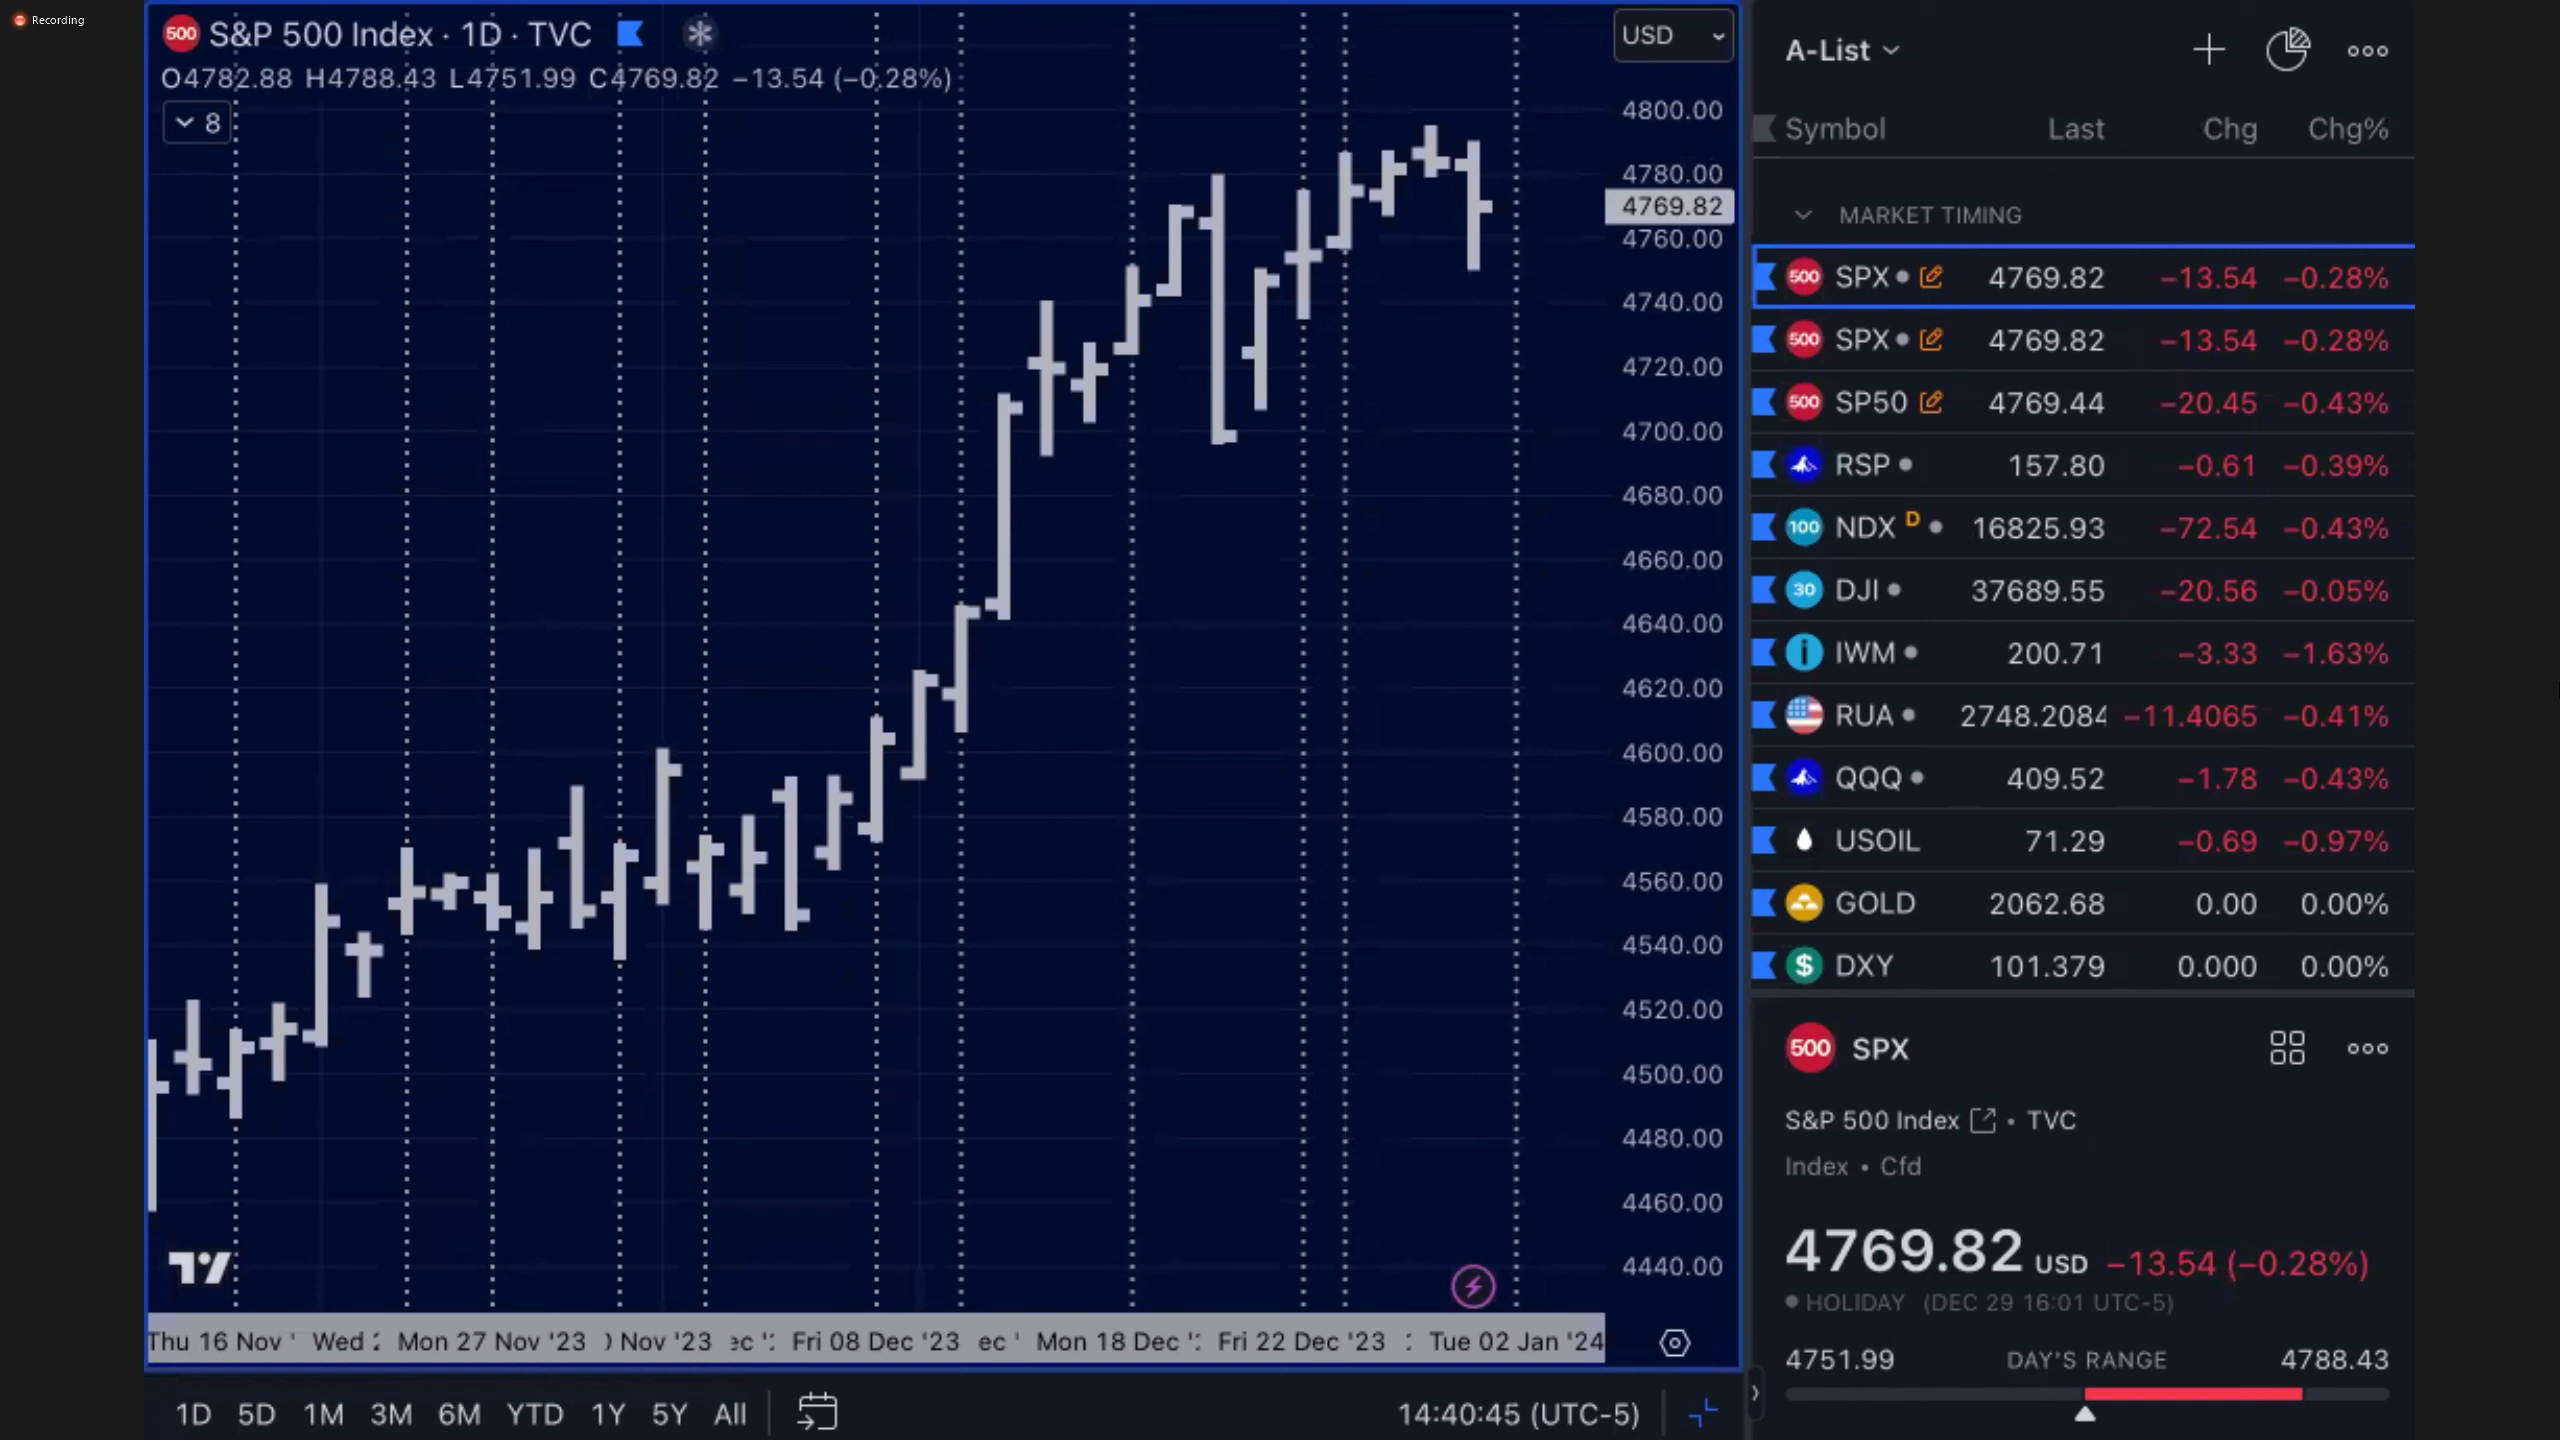 Recording
500 S&P 500 Index · 1D · TVC
O4782.88 H4788.43 L4751.99 C4769.82 −13.54 (−0.28%)
8
USD
4800.00
4780.00
4769.82
4760.00
4740.00
4720.00
4700.00
4680.00
4660.00
4640.00
4620.00
4600.00
4580.00
4560.00
4540.00
4520.00
4500.00
4480.00
4460.00
4440.00
Thu 16 Nov ' Wed Mon 27 Nov '23 Nov '23 ec ': Fri 08 Dec '23 ec ' Mon 18 Dec ': Fri 22 Dec '23 : Tue 02 Jan '24
1D 5D 1M 3M 6M YTD 1Y 5Y All
14:40:45 (UTC-5)
A-List
Symbol Last Chg Chg%
MARKET TIMING
500 SPX 4769.82 −13.54 −0.28%
500 SPX 4769.82 −13.54 −0.28%
500 SP50 4769.44 −20.45 −0.43%
RSP 157.80 −0.61 −0.39%
100 NDX D 16825.93 −72.54 −0.43%
30 DJI 37689.55 −20.56 −0.05%
IWM 200.71 −3.33 −1.63%
RUA 2748.2084 −11.4065 −0.41%
QQQ 409.52 −1.78 −0.43%
USOIL 71.29 −0.69 −0.97%
GOLD 2062.68 0.00 0.00%
$ DXY 101.379 0.000 0.00%
500 SPX
S&P 500 Index • TVC
Index • Cfd
4769.82 USD −13.54 (−0.28%)
HOLIDAY (DEC 29 16:01 UTC-5)
4751.99 DAY'S RANGE 4788.43